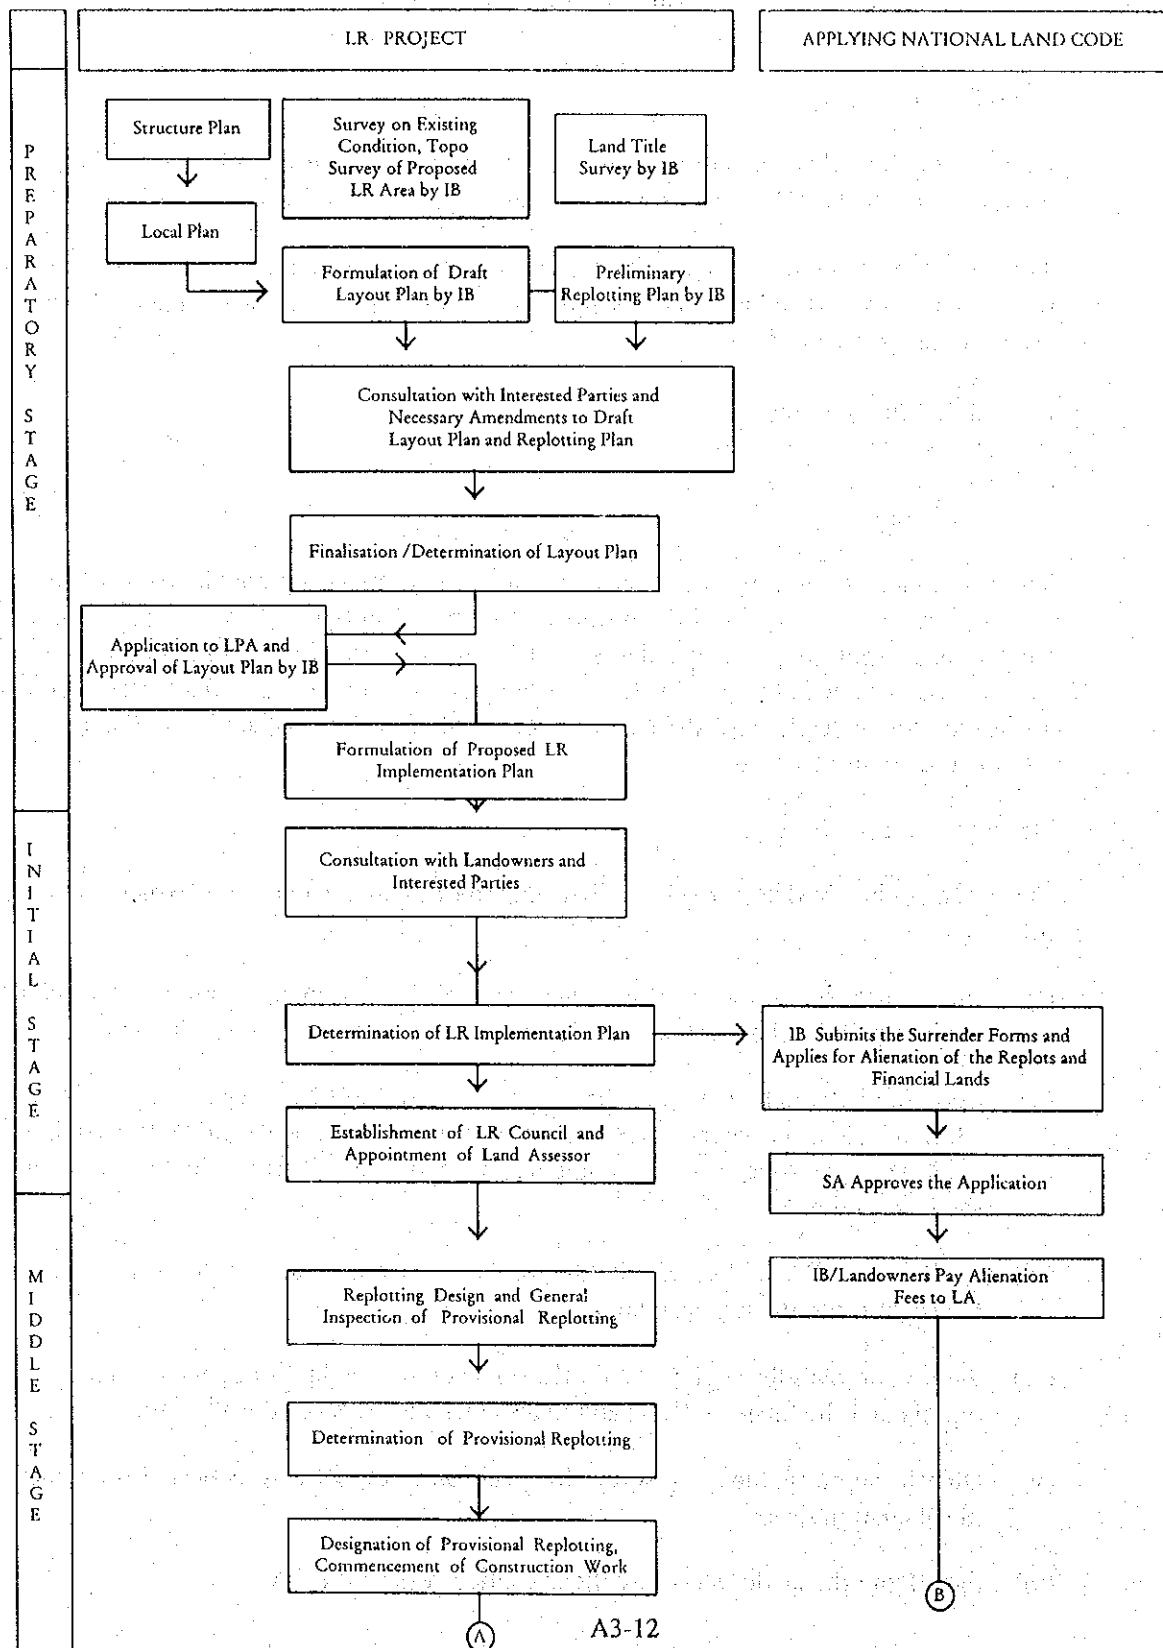 LR PROJECT
APPLYING NATIONAL LAND CODE
PREPARATORY STAGE
Structure Plan
Survey on Existing
Condition, Topo
Survey of Proposed
LR Area by IB
Land Title
Survey by IB
Local Plan
Formulation of Draft
Layout Plan by IB
Preliminary
Replotting Plan by IB
Consultation with Interested Parties and
Necessary Amendments to Draft
Layout Plan and Replotting Plan
Finalisation /Determination of Layout Plan
Application to LPA and
Approval of Layout Plan by IB
Formulation of Proposed LR
Implementation Plan
INITIAL STAGE
Consultation with Landowners and
Interested Parties
Determination of LR Implementation Plan
IB Submits the Surrender Forms and
Applies for Alienation of the Replots and
Financial Lands
Establishment of LR Council and
Appointment of Land Assessor
SA Approves the Application
MIDDLE STAGE
IB/Landowners Pay Alienation
Fees to LA
Replotting Design and General
Inspection of Provisional Replotting
Determination of Provisional Replotting
Designation of Provisional Replotting,
Commencement of Construction Work
B
A
A3-12